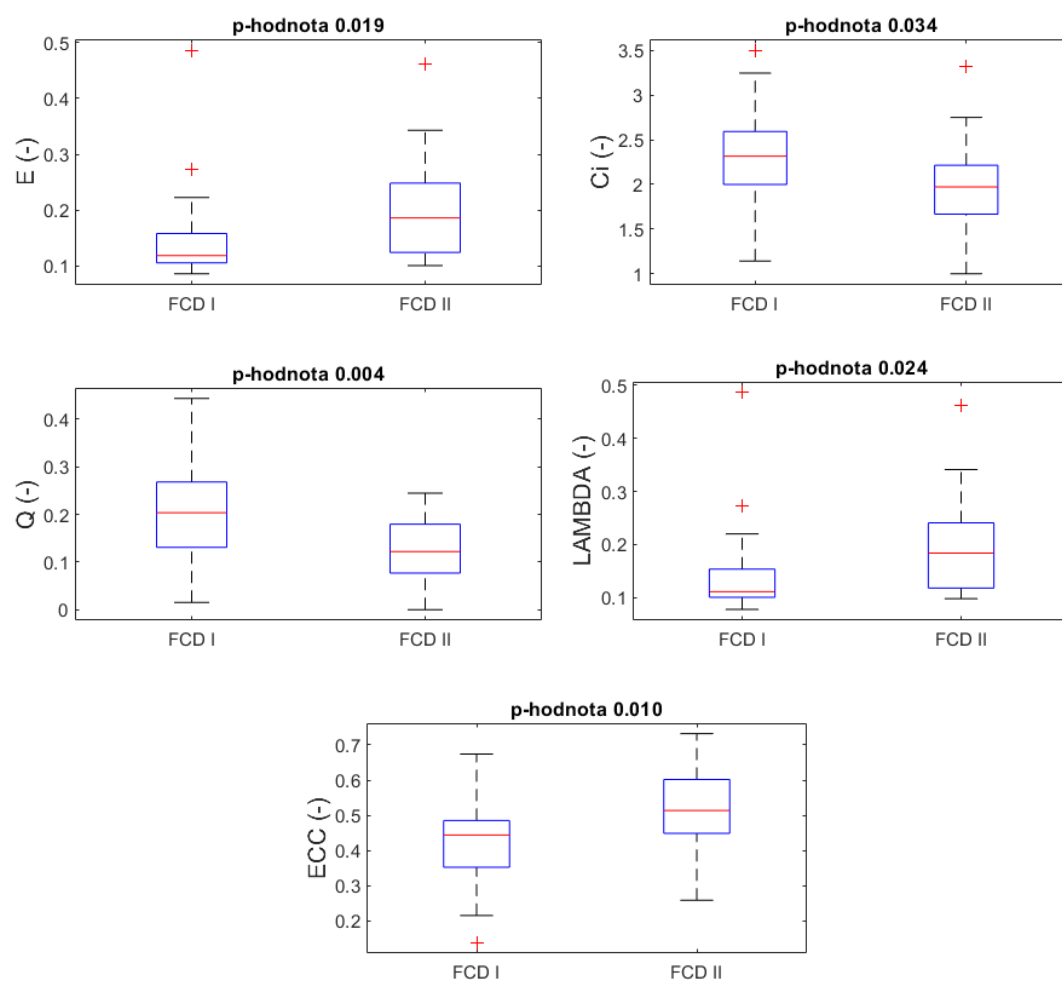 p-hodnota 0.019
0.5
0.4
0.3
0.2
0.1
E (-)
FCD I FCD II
p-hodnota 0.034
3.5
3
2.5
2
1.5
1
Ci (-)
FCD I FCD II
p-hodnota 0.004
0.4
0.3
0.2
0.1
0
Q (-)
FCD I FCD II
p-hodnota 0.024
0.5
0.4
0.3
0.2
0.1
LAMBDA (-)
FCD I FCD II
p-hodnota 0.010
0.7
0.6
0.5
0.4
0.3
0.2
ECC (-)
FCD I FCD II